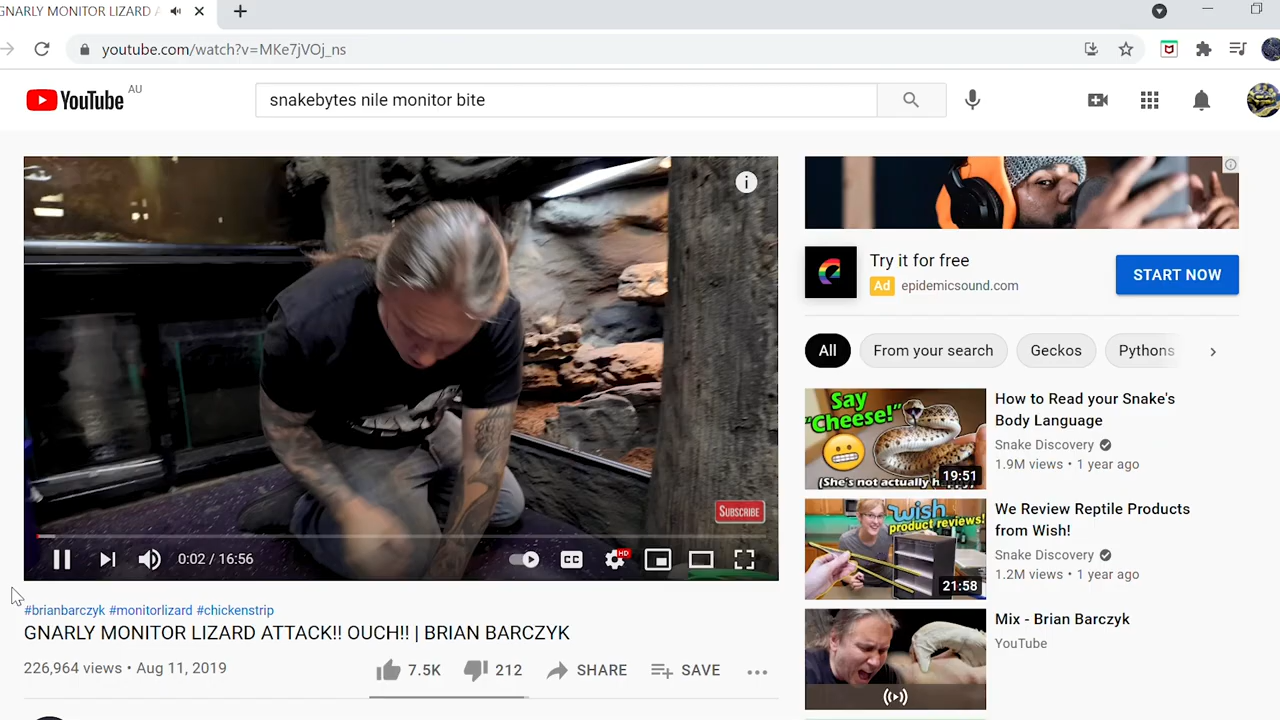 GNARLY MONITOR LIZARD
youtube.com/watch?v=MKe7jVOj_ns
YouTube AU
snakebytes nile monitor bite
SUBSCRIBE
0:02 / 16:56
CC
HD
#brianbarczyk #monitorlizard #chickenstrip
GNARLY MONITOR LIZARD ATTACK!! OUCH!! | BRIAN BARCZYK
226,964 views • Aug 11, 2019
7.5K
212
SHARE
SAVE
Try it for free
Ad epidemicsound.com
START NOW
All
From your search
Geckos
Pythons
Say
"Cheese!"
(She's not actually
19:51
How to Read your Snake's
Body Language
Snake Discovery
1.9M views • 1 year ago
wish
product reviews!
21:58
We Review Reptile Products
from Wish!
Snake Discovery
1.2M views • 1 year ago
Mix - Brian Barczyk
YouTube